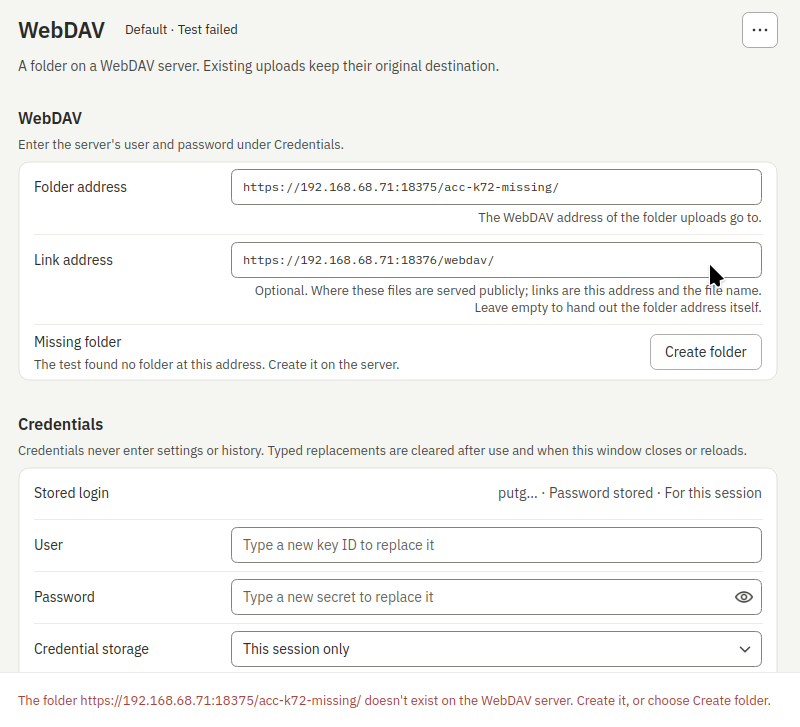 WebDAV
Default · Test failed
A folder on a WebDAV server. Existing uploads keep their original destination.
WebDAV
Enter the server's user and password under Credentials.
Folder address
https://192.168.68.71:18375/acc-k72-missing/
The WebDAV address of the folder uploads go to.
Link address
https://192.168.68.71:18376/webdav/
Optional. Where these files are served publicly; links are this address and the file name.
Leave empty to hand out the folder address itself.
Missing folder
The test found no folder at this address. Create it on the server.
Create folder
Credentials
Credentials never enter settings or history. Typed replacements are cleared after use and when this window closes or reloads.
Stored login
putg... · Password stored · For this session
User
Type a new key ID to replace it
Password
Type a new secret to replace it
Credential storage
This session only
The folder https://192.168.68.71:18375/acc-k72-missing/ doesn't exist on the WebDAV server. Create it, or choose Create folder.